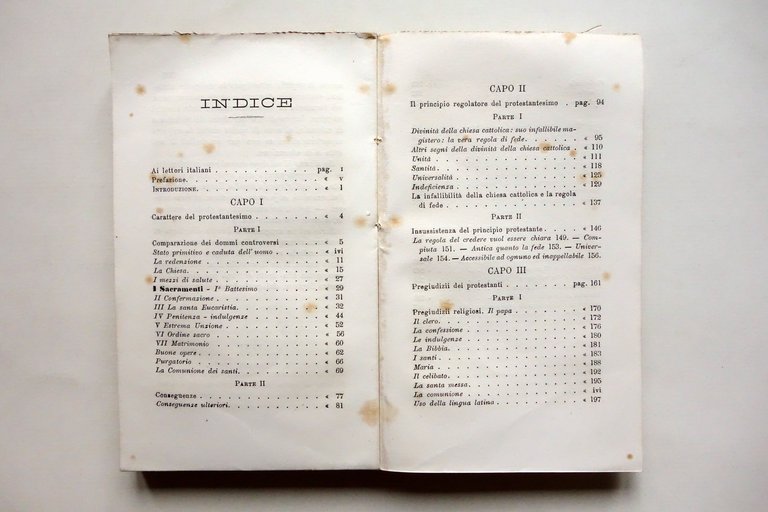 INDICE
Ai lettori italiani . . . . . . . . . . pag. I
Prefazione. . . . . . . . . . . . « V
INTRODUZIONE. . . . . . . . . . . « 1
CAPO I
Carattere del protestantesimo . . . . . . . « 4
PARTE I
Comparazione dei dommi controversi . . . . . « 5
Stato primitivo e caduta dell'uomo . . . . . « ivi
La redenzione . . . . . . . . . . « 11
La Chiesa. . . . . . . . . . . . « 15
I mezzi di salute . . . . . . . . . . « 27
I Sacramenti - I° Battesimo . . . . . . . « 29
II Confermazione . . . . . . . . . . « 31
III La santa Eucaristia. . . . . . . . . « 32
IV Penitenza - indulgenze . . . . . . . . « 44
V Estrema Unzione . . . . . . . . . . « 52
VI Ordine sacro . . . . . . . . . . « 56
VII Matrimonio . . . . . . . . . . « 60
Buone opere . . . . . . . . . . . « 62
Purgatorio . . . . . . . . . . . « 66
La Comunione dei santi. . . . . . . . . « 69
PARTE II
Conseguenze . . . . . . . . . . . « 77
Conseguenze ulteriori. . . . . . . . . . « 81
CAPO II
Il principio regolatore del protestantesimo . pag. 94
PARTE I
Divinità della chiesa cattolica: suo infallibile ma-
gistero: la vera regola di fede. . . . . . « 95
Altri segni della divinità della chiesa cattolica . « 110
Unità . . . . . . . . . . . . « 111
Santità. . . . . . . . . . . . « 118
Universalità . . . . . . . . . . . « 125
Indeficienza . . . . . . . . . . . « 129
La infallibilità della chiesa cattolica e la regola
di fede . . . . . . . . . . . « 137
PARTE II
Insussistenza del principio protestante . . . . « 146
La regola del credere vuol essere chiara 149. — Com-
piuta 151. — Antica quanto la fede 153. — Univer-
sale 154. — Accessibile ad ognuno ed inappellabile 156.
CAPO III
Pregiudizii dei protestanti . . . . . . pag. 161
PARTE I
Pregiudizii religiosi. Il papa . . . . . . « 170
Il clero. . . . . . . . . . . . « 172
La confessione . . . . . . . . . . « 176
Le indulgenze . . . . . . . . . . « 180
La Bibbia. . . . . . . . . . . . « 181
I santi . . . . . . . . . . . . « 183
Maria . . . . . . . . . . . . « 188
Il celibato. . . . . . . . . . . . « 192
La santa messa. . . . . . . . . . . « 195
La comunione . . . . . . . . . . . « ivi
Uso della lingua latina . . . . . . . . « 197